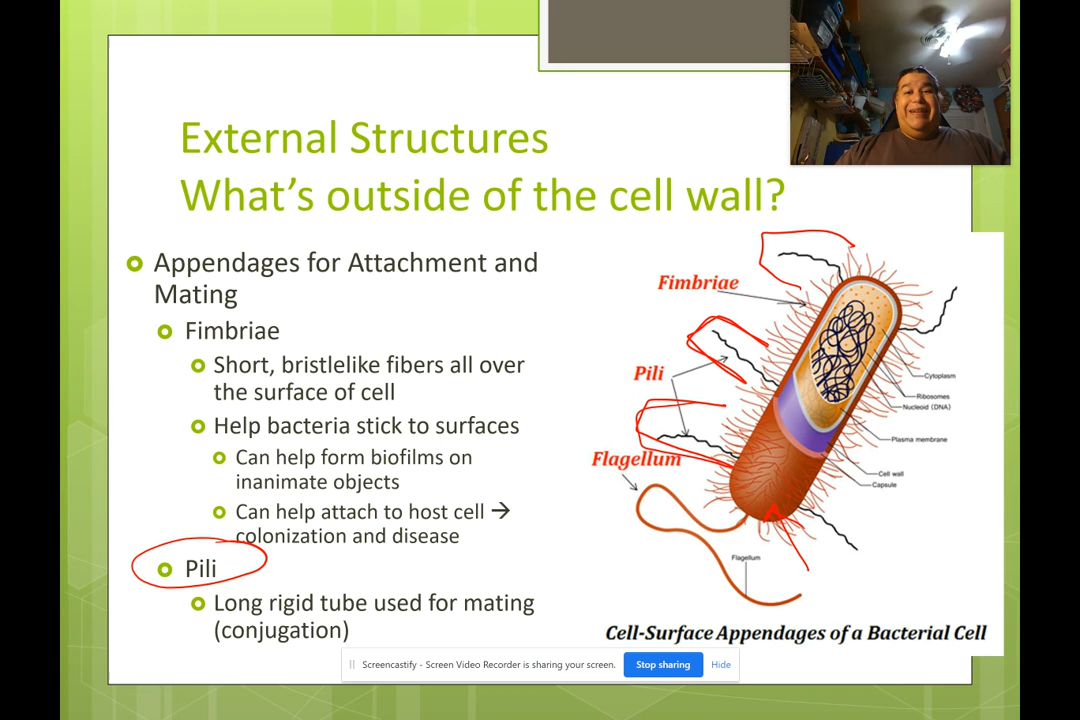 External Structures
What's outside of the cell wall?
Appendages for Attachment and
Mating
Fimbriae
Short, bristlelike fibers all over
the surface of cell
Help bacteria stick to surfaces
Can help form biofilms on
inanimate objects
Can help attach to host cell →
colonization and disease
Pili
Long rigid tube used for mating
(conjugation)
Fimbriae
Pili
Flagellum
Cytoplasm
Ribosomes
Nucleoid (DNA)
Plasma membrane
Cell wall
Capsule
Flagellum
Cell-Surface Appendages of a Bacterial Cell
Screencastify - Screen Video Recorder is sharing your screen.
Stop sharing
Hide